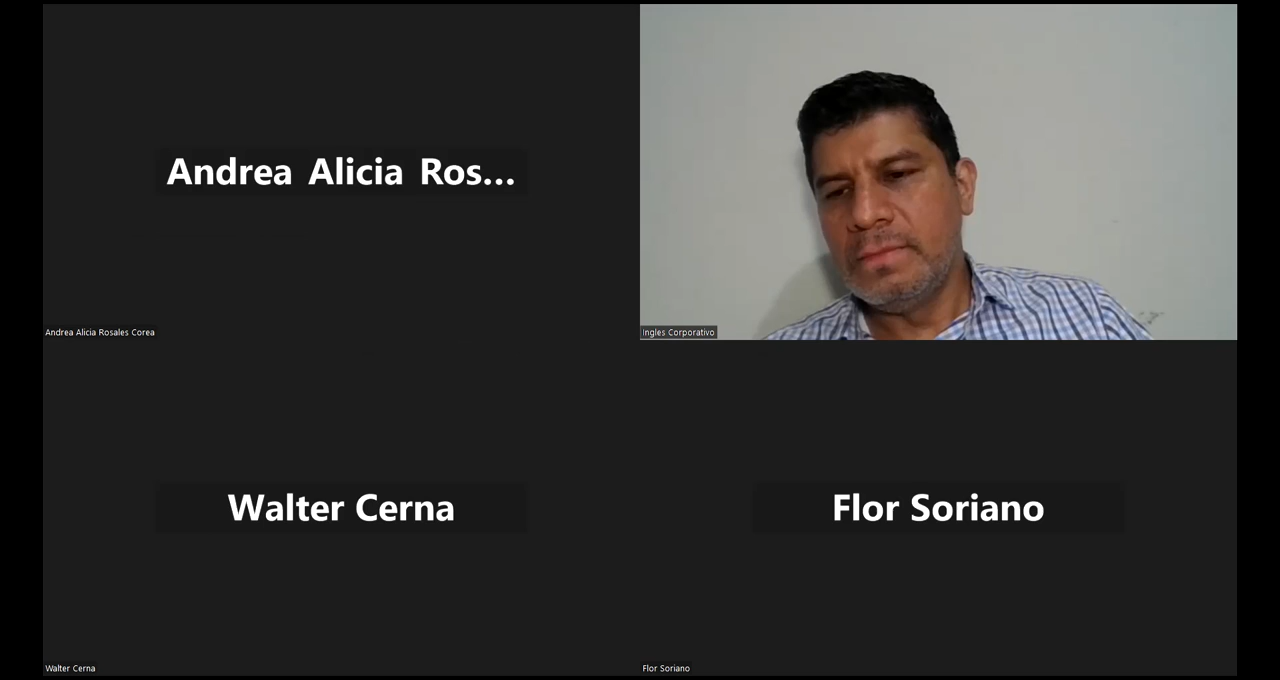 Andrea Alicia Ros...
Andrea Alicia Rosales Corea
Ingles Corporativo
Walter Cerna
Flor Soriano
Walter Cerna
Flor Soriano